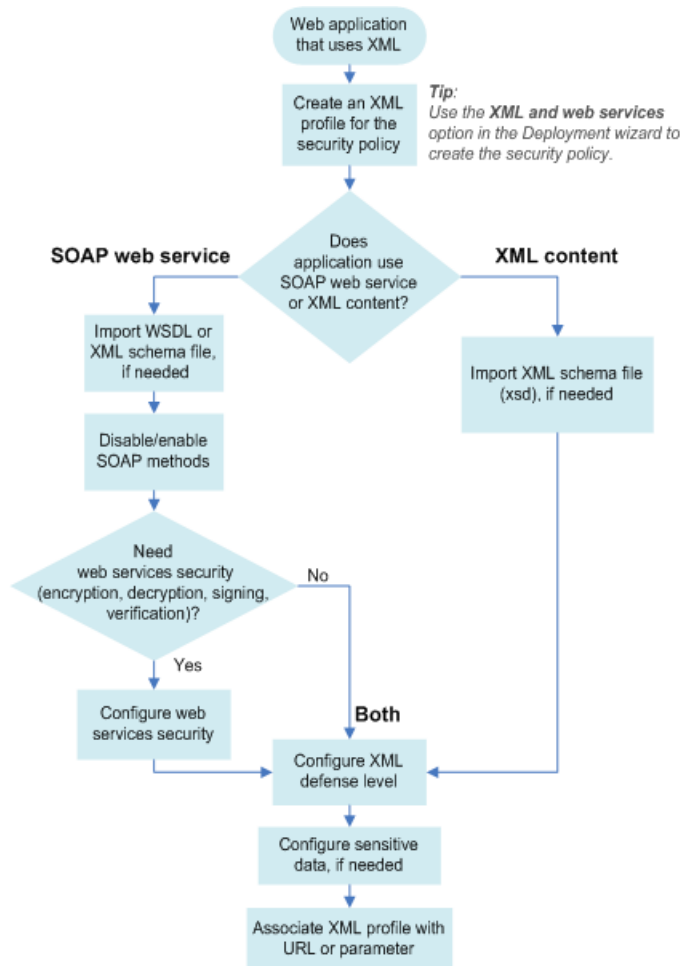 Web application
that uses XML
Create an XML
profile for the
security policy
Tip:
Use the XML and web services
option in the Deployment wizard to
create the security policy.
Does
application use
SOAP web service
or XML content?
SOAP web service
XML content
Import WSDL or
XML schema file,
if needed
Import XML schema file
(xsd), if needed
Disable/enable
SOAP methods
Need
web services security
(encryption, decryption, signing,
verification)?
No
Yes
Configure web
services security
Both
Configure XML
defense level
Configure sensitive
data, if needed
Associate XML profile with
URL or parameter